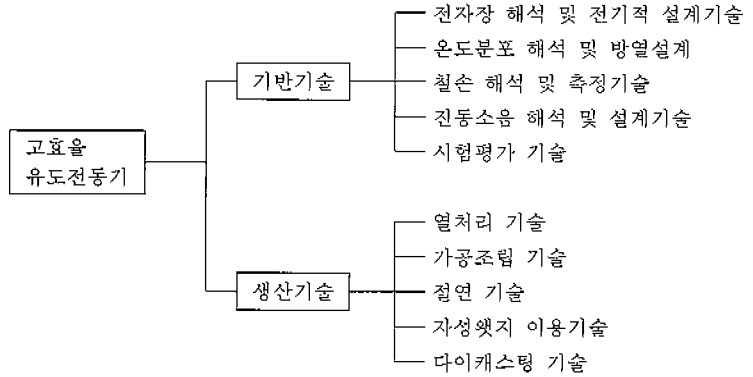 고효율
유도전동기
기반기술
전자장 해석 및 전기적 설계기술
온도분포 해석 및 방열설계
철손 해석 및 측정기술
진동소음 해석 및 설계기술
시험평가 기술
생산기술
열처리 기술
가공조립 기술
절연 기술
자성왯지 이용기술
다이캐스팅 기술